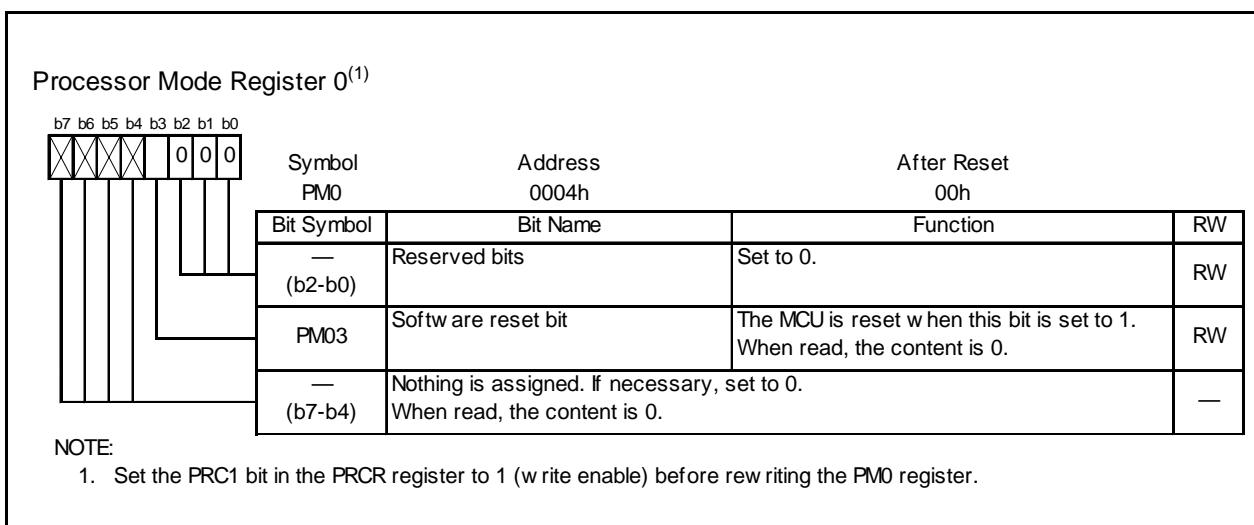 Processor Mode Register 0(1)
b7 b6 b5 b4 b3 b2 b1 b0
0 0 0
Symbol Address After Reset
PM0 0004h 00h
Bit Symbol Bit Name Function RW
—
(b2-b0)
Reserved bits
Set to 0.
RW
PM03
Software reset bit
The MCU is reset when this bit is set to 1.
When read, the content is 0.
RW
—
(b7-b4)
Nothing is assigned. If necessary, set to 0.
When read, the content is 0.
—
NOTE:
1. Set the PRC1 bit in the PRCR register to 1 (write enable) before rewriting the PM0 register.